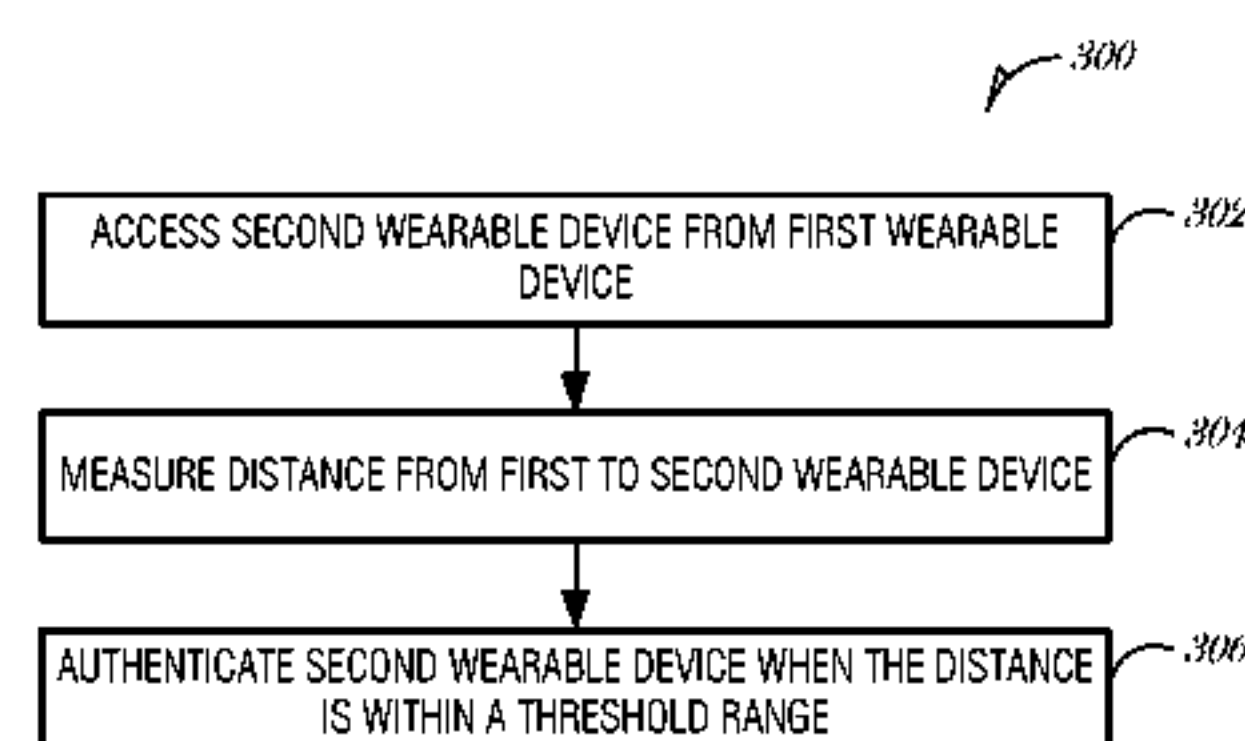 300
ACCESS SECOND WEARABLE DEVICE FROM FIRST WEARABLE
DEVICE
302
MEASURE DISTANCE FROM FIRST TO SECOND WEARABLE DEVICE
304
AUTHENTICATE SECOND WEARABLE DEVICE WHEN THE DISTANCE
IS WITHIN A THRESHOLD RANGE
306